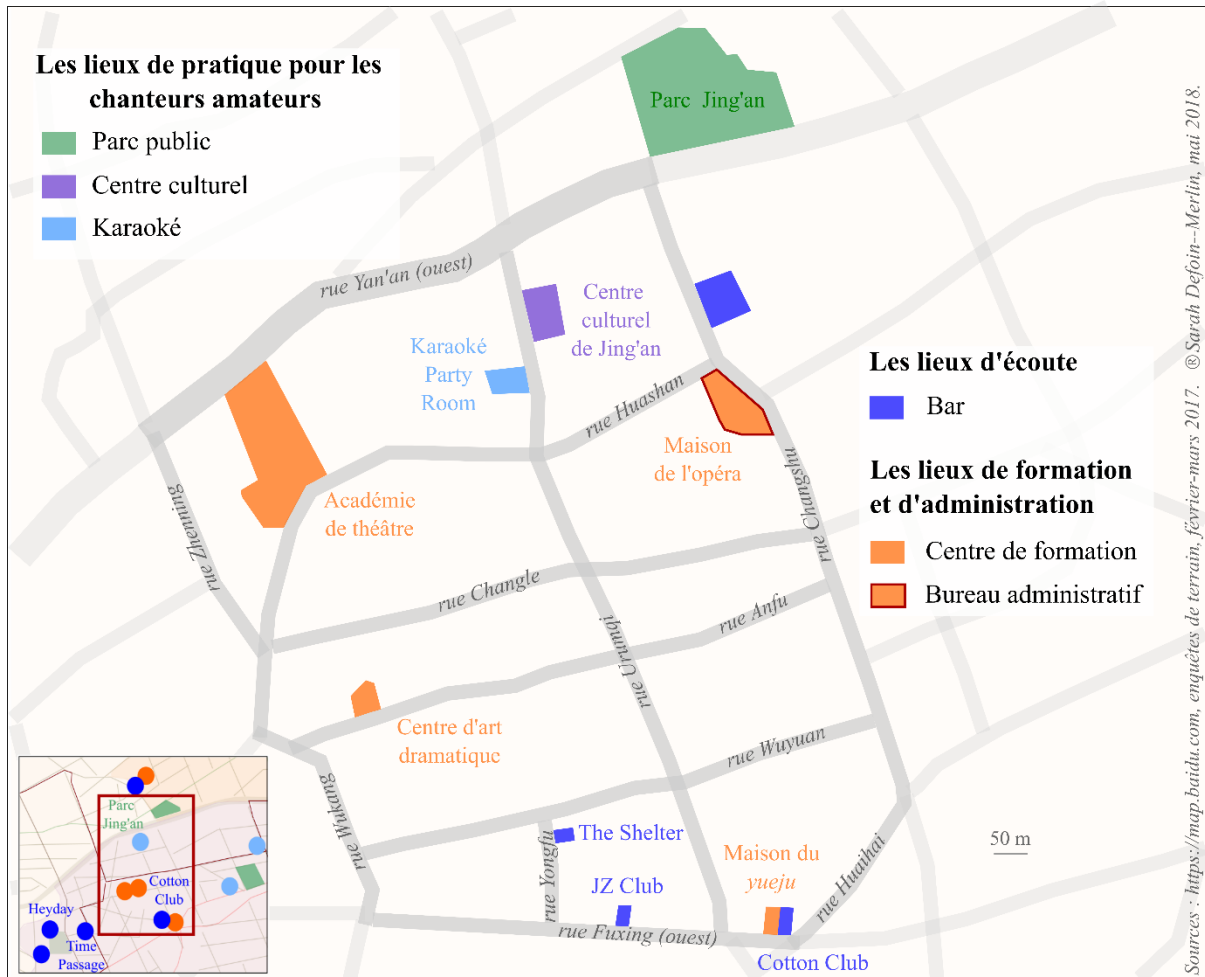 Les lieux de pratique pour les
chanteurs amateurs
Parc public
Centre culturel
Karaoké
Parc Jing'an
rue Yan'an (ouest)
Centre
culturel
de Jing'an
Karaoké
Party
Room
rue Huashan
Maison
de l'opéra
Les lieux d'écoute
Bar
Les lieux de formation
et d'administration
Centre de formation
Bureau administratif
Académie
de théâtre
rue Zhenning
rue Changshu
rue Changle
rue Anfu
rue Urumqi
Centre d'art
dramatique
rue Wuyuan
rue Wukang
The Shelter
rue Yongfu
JZ Club
Maison du
yueju
rue Huaihai
rue Fuxing (ouest)
Cotton Club
50 m
Parc
Jing'an
Cotton
Club
Heyday
Time
Passage
Sources : https://map.baidu.com, enquêtes de terrain, février-mars 2017. ®Sarah Defoin--Merlin, mai 2018.